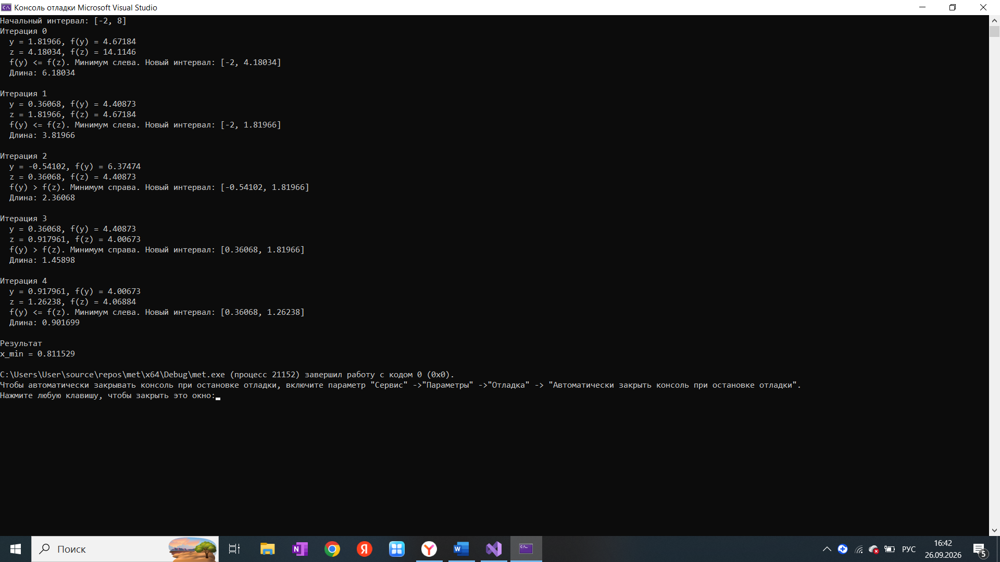 Консоль отладки Microsoft Visual Studio
Начальный интервал: [-2, 8]
Итерация 0
y = 1.81966, f(y) = 4.67184
z = 4.18034, f(z) = 14.1146
f(y) <= f(z). Минимум слева. Новый интервал: [-2, 4.18034]
Длина: 6.18034
Итерация 1
y = 0.36068, f(y) = 4.40873
z = 1.81966, f(z) = 4.67184
f(y) <= f(z). Минимум слева. Новый интервал: [-2, 1.81966]
Длина: 3.81966
Итерация 2
y = -0.54102, f(y) = 6.37474
z = 0.36068, f(z) = 4.40873
f(y) > f(z). Минимум справа. Новый интервал: [-0.54102, 1.81966]
Длина: 2.36068
Итерация 3
y = 0.36068, f(y) = 4.40873
z = 0.917961, f(z) = 4.00673
f(y) > f(z). Минимум справа. Новый интервал: [0.36068, 1.81966]
Длина: 1.45898
Итерация 4
y = 0.917961, f(y) = 4.00673
z = 1.26238, f(z) = 4.06884
f(y) <= f(z). Минимум слева. Новый интервал: [0.36068, 1.26238]
Длина: 0.901699
Результат
x_min = 0.811529
C:\Users\User\source\repos\met\x64\Debug\met.exe (процесс 21152) завершил работу с кодом 0 (0x0).
Чтобы автоматически закрывать консоль при остановке отладки, включите параметр "Сервис" ->"Параметры" ->"Отладка" -> "Автоматически закрыть консоль при остановке отладки".
Нажмите любую клавишу, чтобы закрыть это окно:
Поиск
РУС
16:42
26.09.2026
5